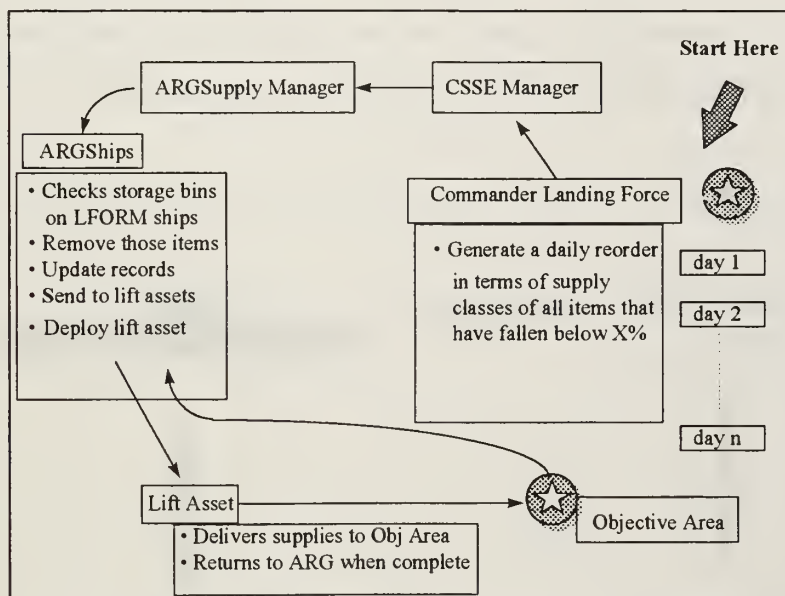 Start Here
ARGSupply Manager
CSSE Manager
ARGShips
• Checks storage bins
on LFORM ships
• Remove those items
• Update records
• Send to lift assets
• Deploy lift asset
Commander Landing Force
• Generate a daily reorder
in terms of supply
classes of all items that
have fallen below X%
day 1
day 2
day n
Lift Asset
• Delivers supplies to Obj Area
• Returns to ARG when complete
Objective Area